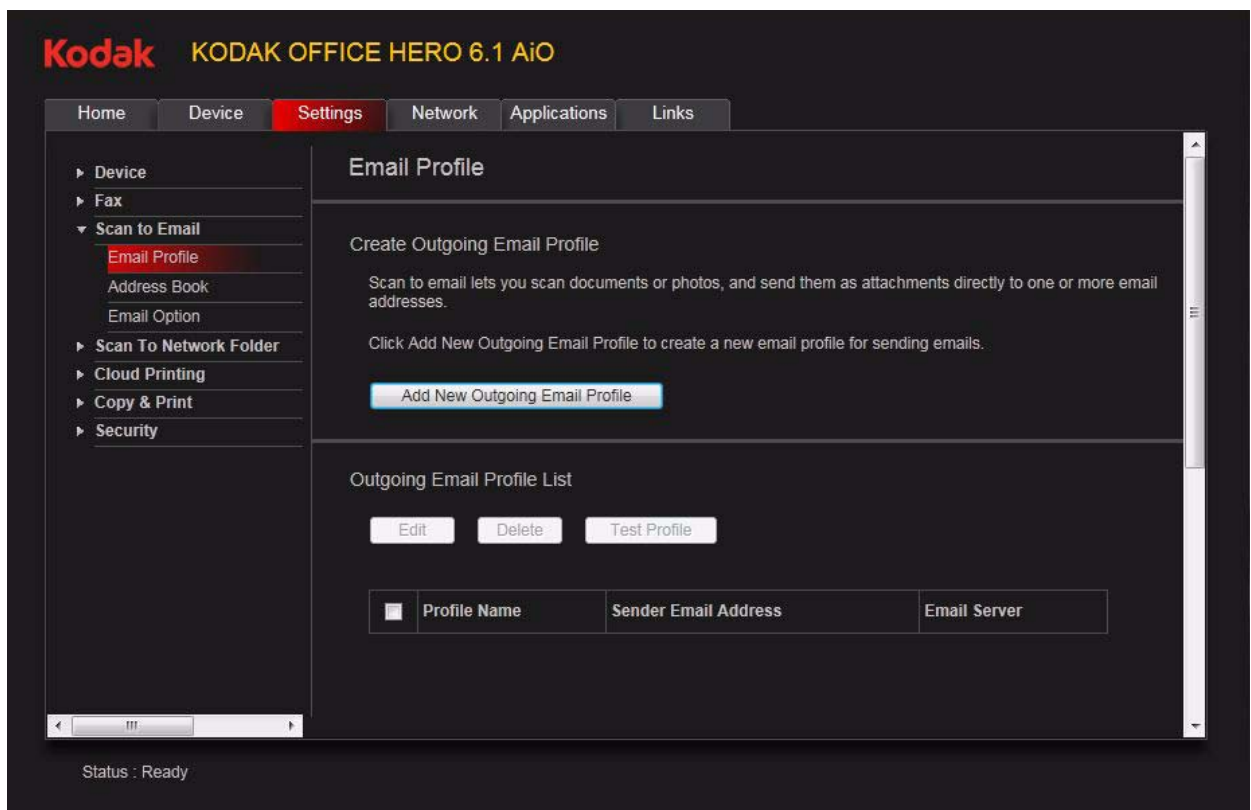 Kodak KODAK OFFICE HERO 6.1 AiO
Home Device Settings Network Applications Links
Device
Fax
Scan to Email
Email Profile
Address Book
Email Option
Scan To Network Folder
Cloud Printing
Copy & Print
Security
Email Profile
Create Outgoing Email Profile
Scan to email lets you scan documents or photos, and send them as attachments directly to one or more email
addresses.
Click Add New Outgoing Email Profile to create a new email profile for sending emails.
Add New Outgoing Email Profile
Outgoing Email Profile List
Edit Delete Test Profile
Profile Name Sender Email Address Email Server
Status : Ready